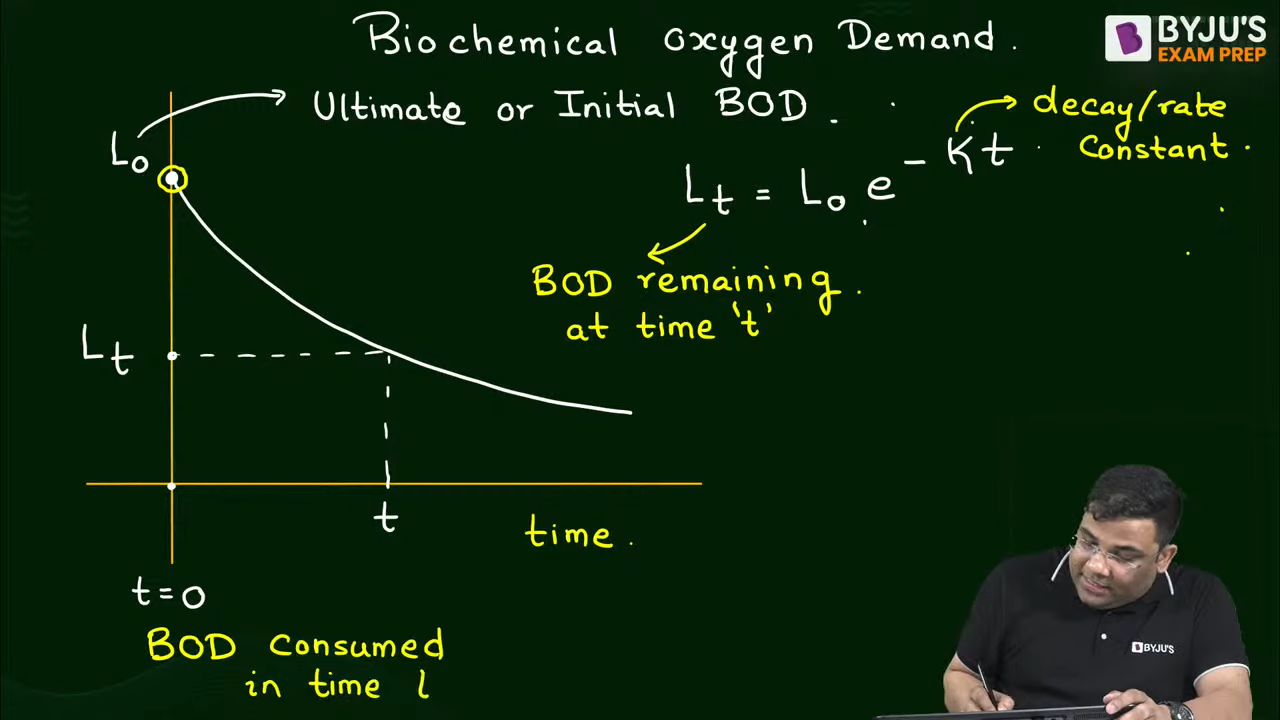 Biochemical oxygen Demand.
BYJU'S
EXAM PREP
Ultimate or Initial BOD.
decay/rate
Constant.
L₀
Lt = L₀ e^-Kt
BOD remaining.
at time 't'
Lt
t
time.
t=0
BOD Consumed
in time
BYJU'S